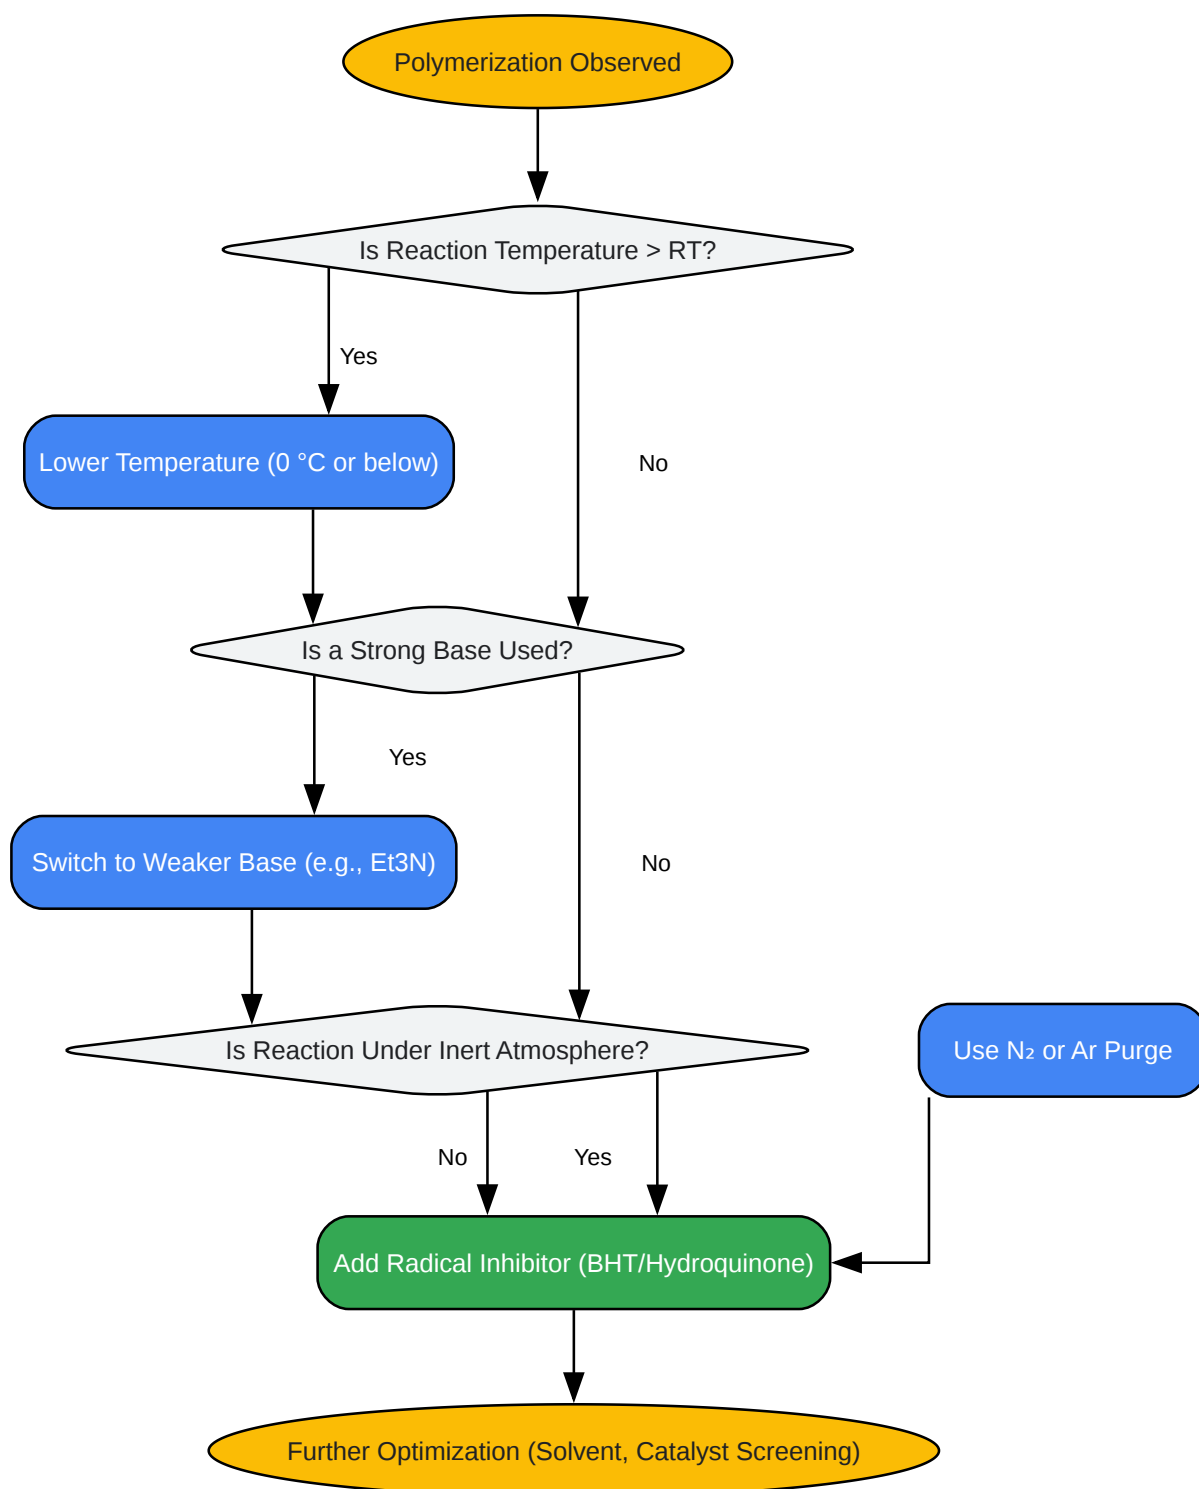 Polymerization Observed
Is Reaction Temperature > RT?
Yes
Lower Temperature (0 °C or below)
No
Is a Strong Base Used?
Yes
Switch to Weaker Base (e.g., Et3N)
No
Is Reaction Under Inert Atmosphere?
Use N₂ or Ar Purge
No
Yes
Add Radical Inhibitor (BHT/Hydroquinone)
Further Optimization (Solvent, Catalyst Screening)